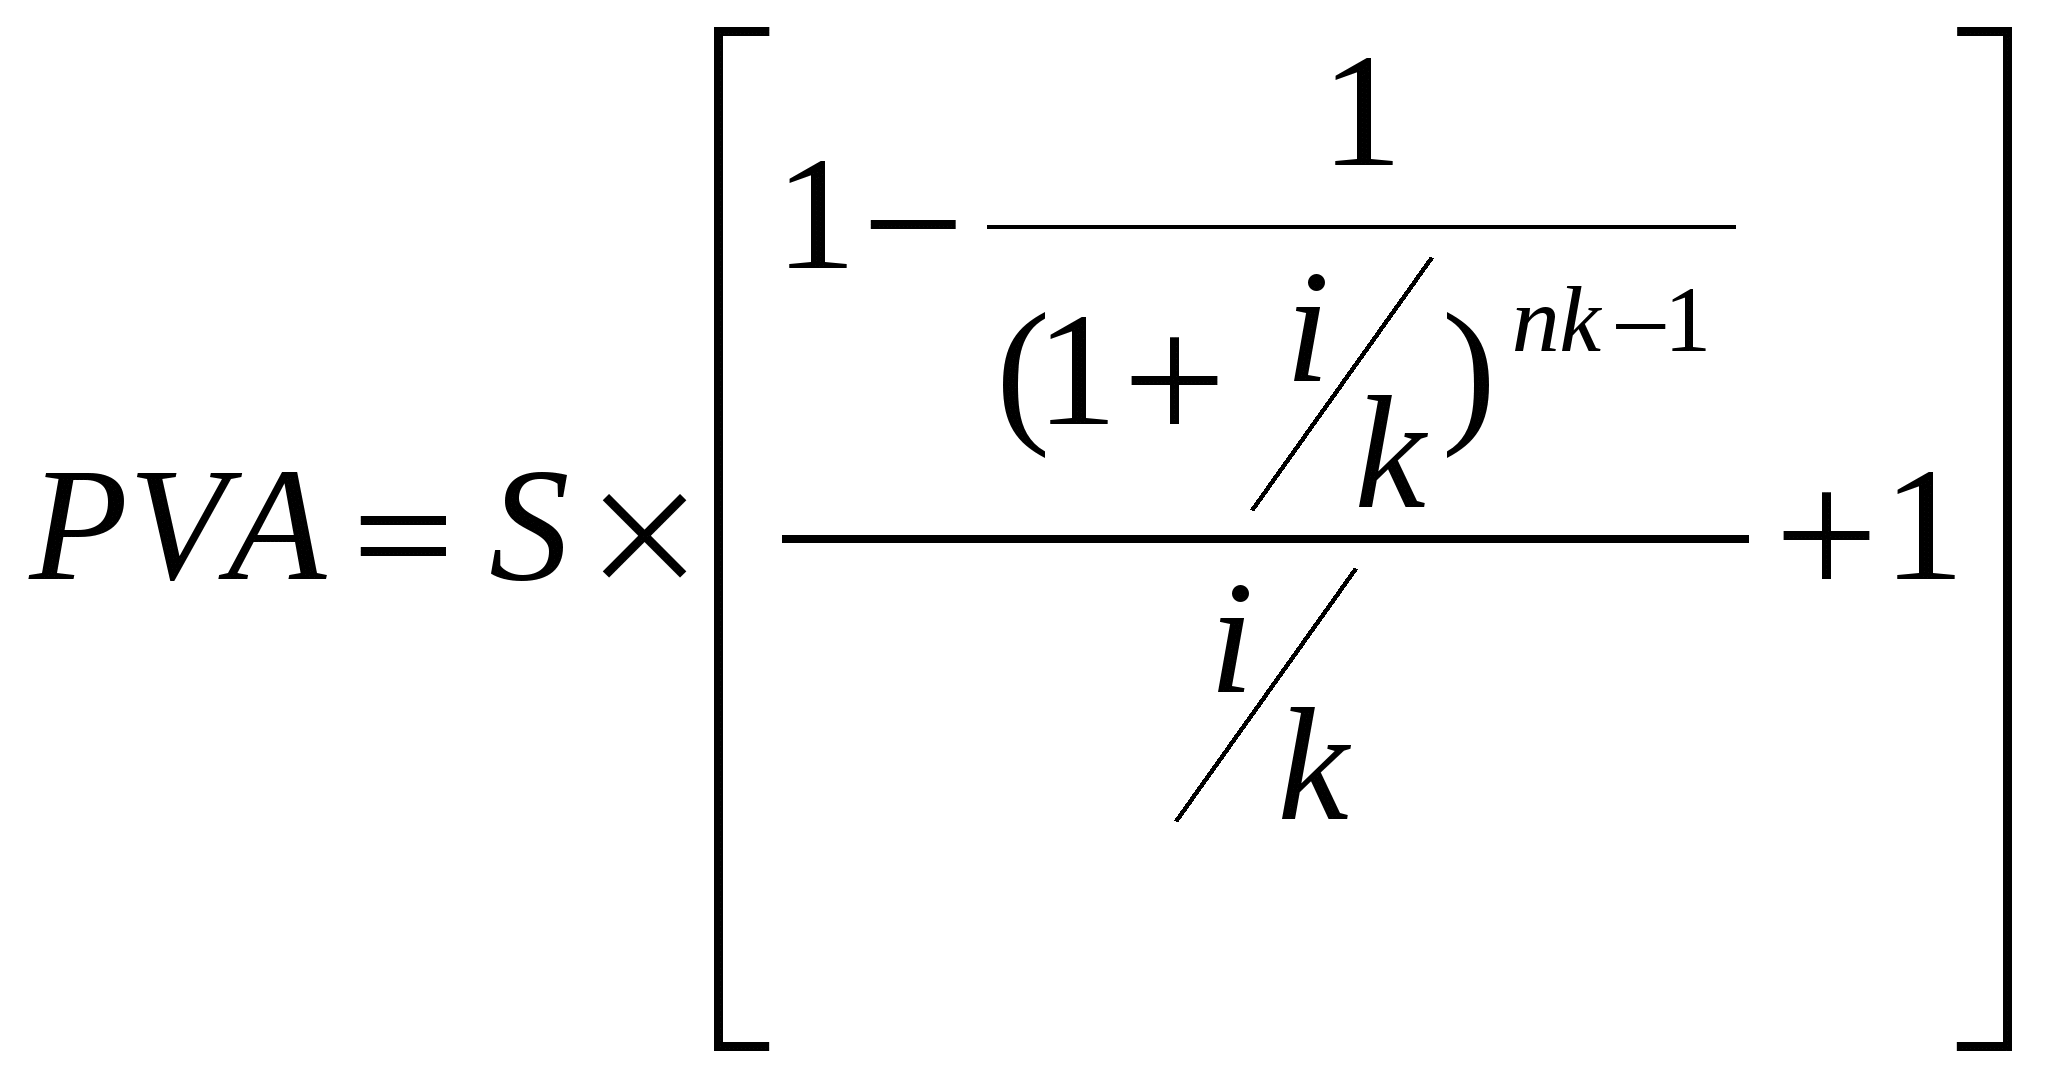 PVA = S × [ (1 − 1 / (1 + i/k)^{nk−1}) / (i/k) + 1 ]